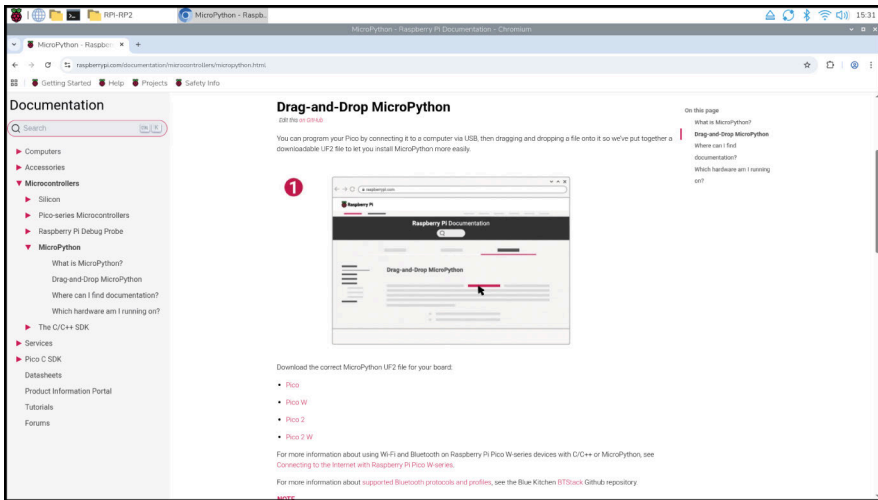 RPI-RP2
MicroPython - Raspb..
15:31
MicroPython - Raspberry Pi Documentation - Chromium
MicroPython - Raspber
raspberrypi.com/documentation/microcontrollers/micropython.html
Getting Started
Help
Projects
Safety Info
Documentation
Search
Ctrl
K
Computers
Accessories
Microcontrollers
Silicon
Pico-series Microcontrollers
Raspberry Pi Debug Probe
MicroPython
What is MicroPython?
Drag-and-Drop MicroPython
Where can I find documentation?
Which hardware am I running on?
The C/C++ SDK
Services
Pico C SDK
Datasheets
Product Information Portal
Tutorials
Forums
Drag-and-Drop MicroPython
Edit this on GitHub
You can program your Pico by connecting it to a computer via USB, then dragging and dropping a file onto it so we've put together a
downloadable UF2 file to let you install MicroPython more easily.
1
raspberrypi.com
Raspberry Pi
Raspberry Pi Documentation
Drag-and-Drop MicroPython
Download the correct MicroPython UF2 file for your board:
Pico
Pico W
Pico 2
Pico 2 W
For more information about using Wi-Fi and Bluetooth on Raspberry Pi Pico W-series devices with C/C++ or MicroPython, see
Connecting to the Internet with Raspberry Pi Pico W-series.
For more information about supported Bluetooth protocols and profiles, see the Blue Kitchen BTStack Github repository.
NOTE
On this page
What is MicroPython?
Drag-and-Drop MicroPython
Where can I find
documentation?
Which hardware am I running
on?